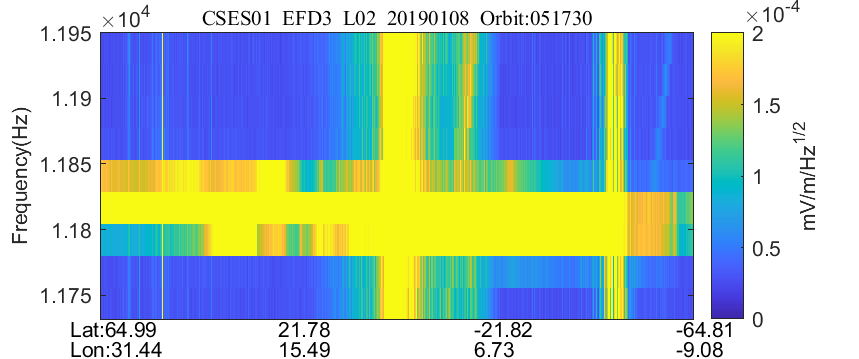 CSES01 EFD3 L02 20190108 Orbit:051730
×10⁴
×10⁻⁴
1.195
1.19
1.185
1.18
1.175
Frequency(Hz)
2
1.5
1
0.5
0
mV/m/Hz^1/2
Lat:64.99 21.78 -21.82 -64.81
Lon:31.44 15.49 6.73 -9.08